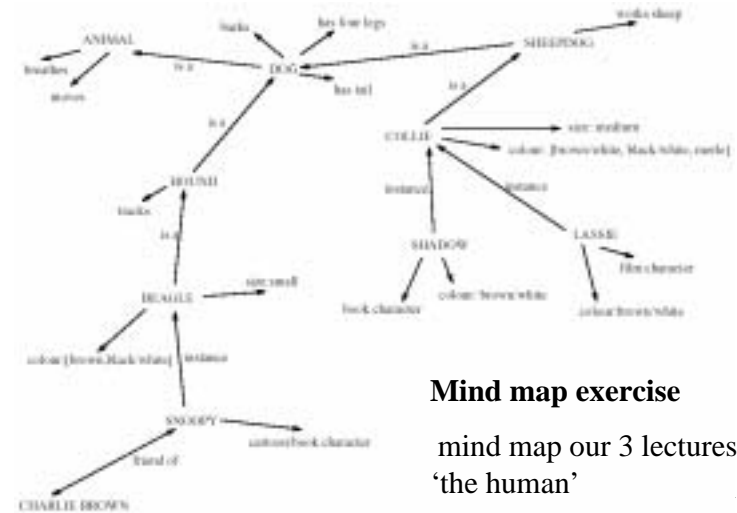 works sheep
barks
has four legs
ANIMAL
SHEEPDOG
is a
breathes
is a
DOG
moves
has tail
is a
is a
COLLIE
size: medium
colour: [brown/white, black/white, merle]
HOUND
instance
instance
tracks
is a
SHADOW
LASSIE
film character
size: small
BEAGLE
book character
colour: brown/white
colour: brown/white
colour: [brown, black/white]
instance
SNOOPY
cartoon/book character
friend of
CHARLIE BROWN
Mind map exercise
mind map our 3 lectures
‘the human’